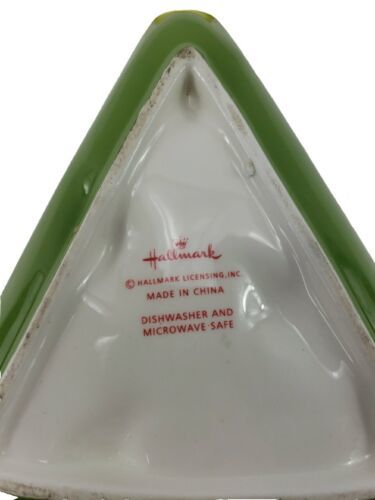 Hallmark
© HALLMARK LICENSING, INC.
MADE IN CHINA
DISHWASHER AND
MICROWAVE SAFE